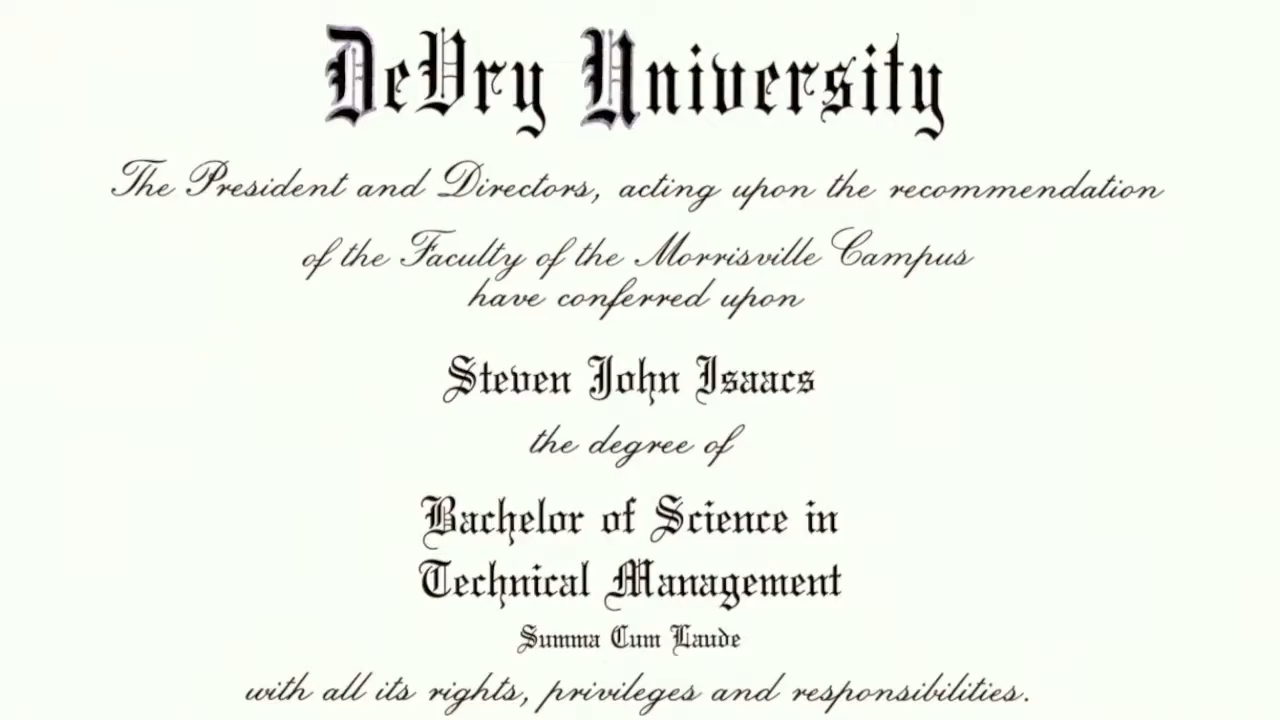 DeVry University
The President and Directors, acting upon the recommendation
of the Faculty of the Morrisville Campus
have conferred upon
Steven John Isaacs
the degree of
Bachelor of Science in
Technical Management
Summa Cum Laude
with all its rights, privileges and responsibilities.